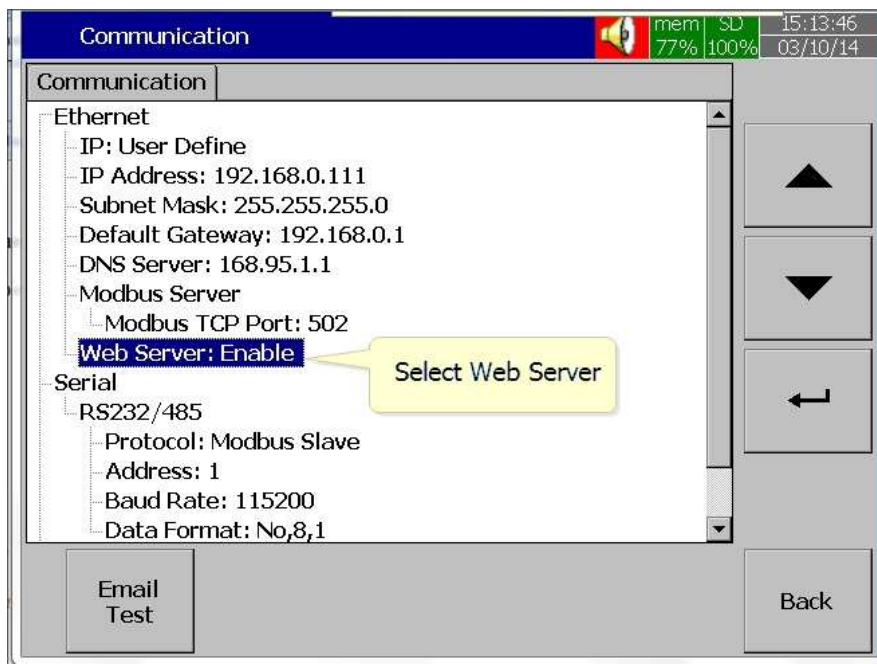 Communication
mem SD 15:13:46
77% 100% 03/10/14
Communication
Ethernet
IP: User Define
IP Address: 192.168.0.111
Subnet Mask: 255.255.255.0
Default Gateway: 192.168.0.1
DNS Server: 168.95.1.1
Modbus Server
Modbus TCP Port: 502
Web Server: Enable
Select Web Server
Serial
RS232/485
Protocol: Modbus Slave
Address: 1
Baud Rate: 115200
Data Format: No,8,1
Email
Test
Back